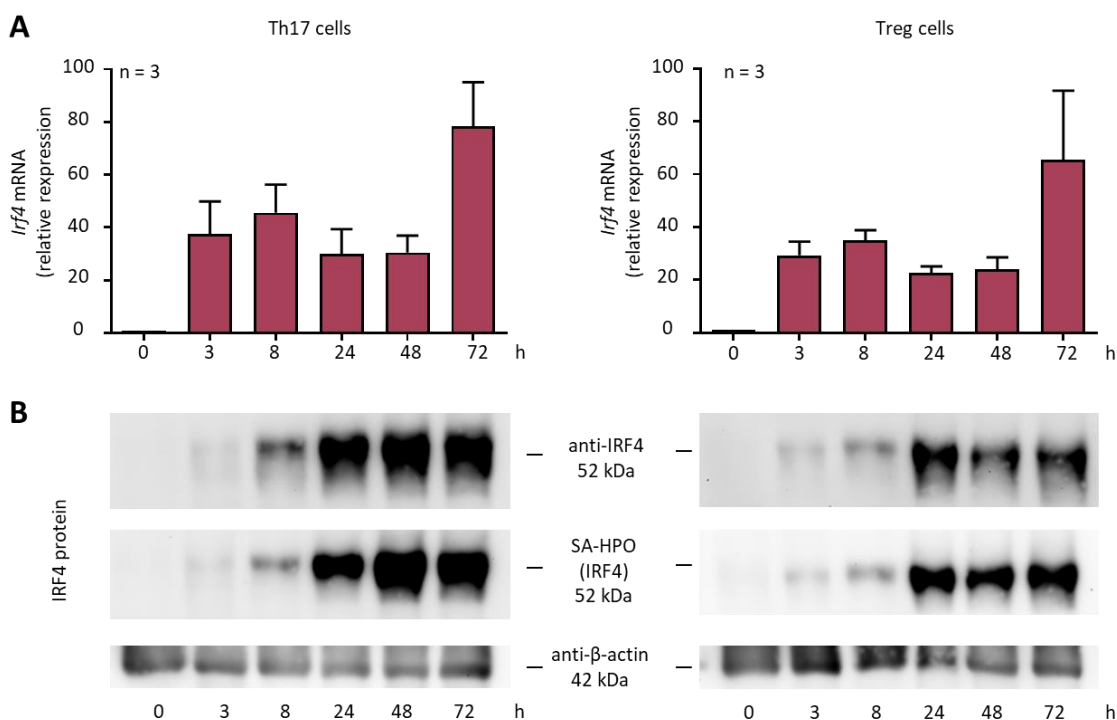 A
Th17 cells
Treg cells
n = 3
Irf4 mRNA
(relative rexpression
100
80
60
40
20
0
0 3 8 24 48 72 h
n = 3
Irf4 mRNA
(relative rexpression
100
80
60
40
20
0
0 3 8 24 48 72 h
B
IRF4 protein
anti-IRF4
52 kDa
SA-HPO
(IRF4)
52 kDa
anti-β-actin
42 kDa
0 3 8 24 48 72 h
0 3 8 24 48 72 h